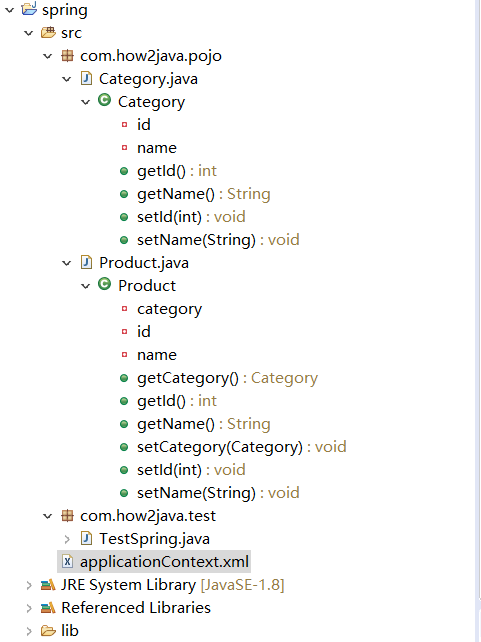 spring
src
com.how2java.pojo
Category.java
Category
id
name
getId() : int
getName() : String
setId(int) : void
setName(String) : void
Product.java
Product
category
id
name
getCategory() : Category
getId() : int
getName() : String
setCategory(Category) : void
setId(int) : void
setName(String) : void
com.how2java.test
TestSpring.java
applicationContext.xml
JRE System Library [JavaSE-1.8]
Referenced Libraries
lib